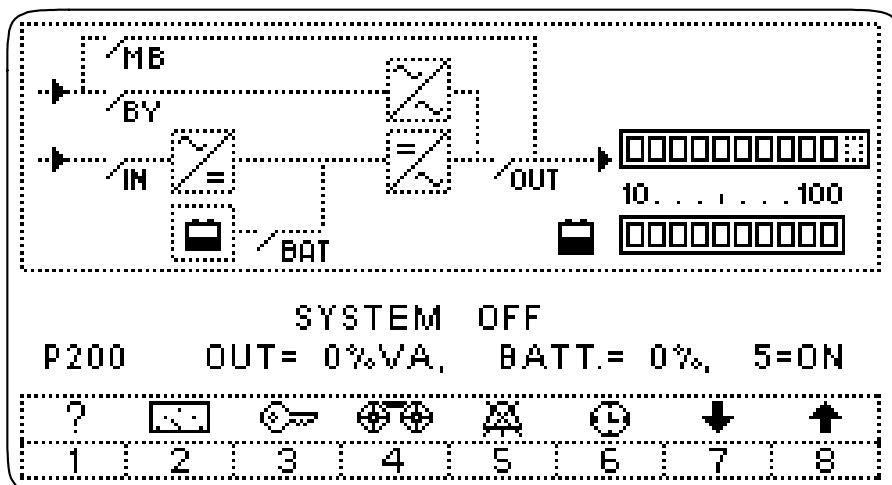 MB
BY
IN
OUT
10. . . ı . . . 100
BAT
SYSTEM OFF
P200 OUT= 0%VA, BATT.= 0%, 5=ON
?
1 2 3 4 5 6 7 8